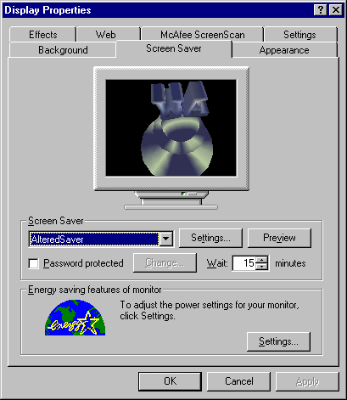 Display Properties
Effects Web McAfee ScreenScan Settings
Background Screen Saver Appearance
Screen Saver
AlteredSaver Settings... Preview
Password protected Change... Wait: 15 minutes
Energy saving features of monitor
To adjust the power settings for your monitor,
click Settings.
energy
Settings...
OK Cancel Apply